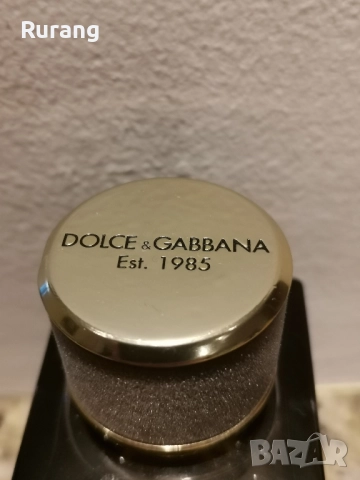 Rurang
DOLCE & GABBANA
Est. 1985
BAZAR